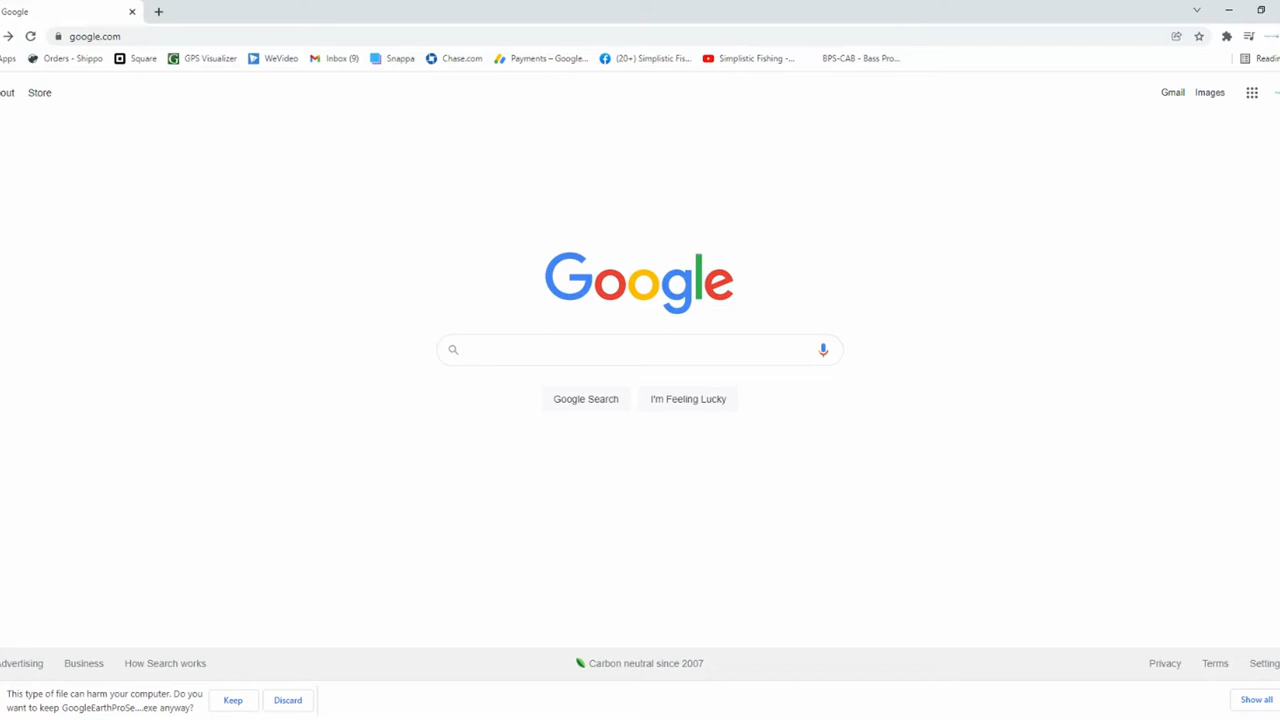 Google
google.com
Apps Orders - Shippo Square GPS Visualizer WeVideo Inbox (9) Snappa Chase.com Payments – Google... (20+) Simplistic Fis... Simplistic Fishing -... BPS-CAB - Bass Pro... Readin
out Store Gmail Images
Google
Google Search I'm Feeling Lucky
dvertising Business How Search works Carbon neutral since 2007 Privacy Terms Setting
This type of file can harm your computer. Do you
want to keep GoogleEarthProSe....exe anyway?
Keep Discard Show all